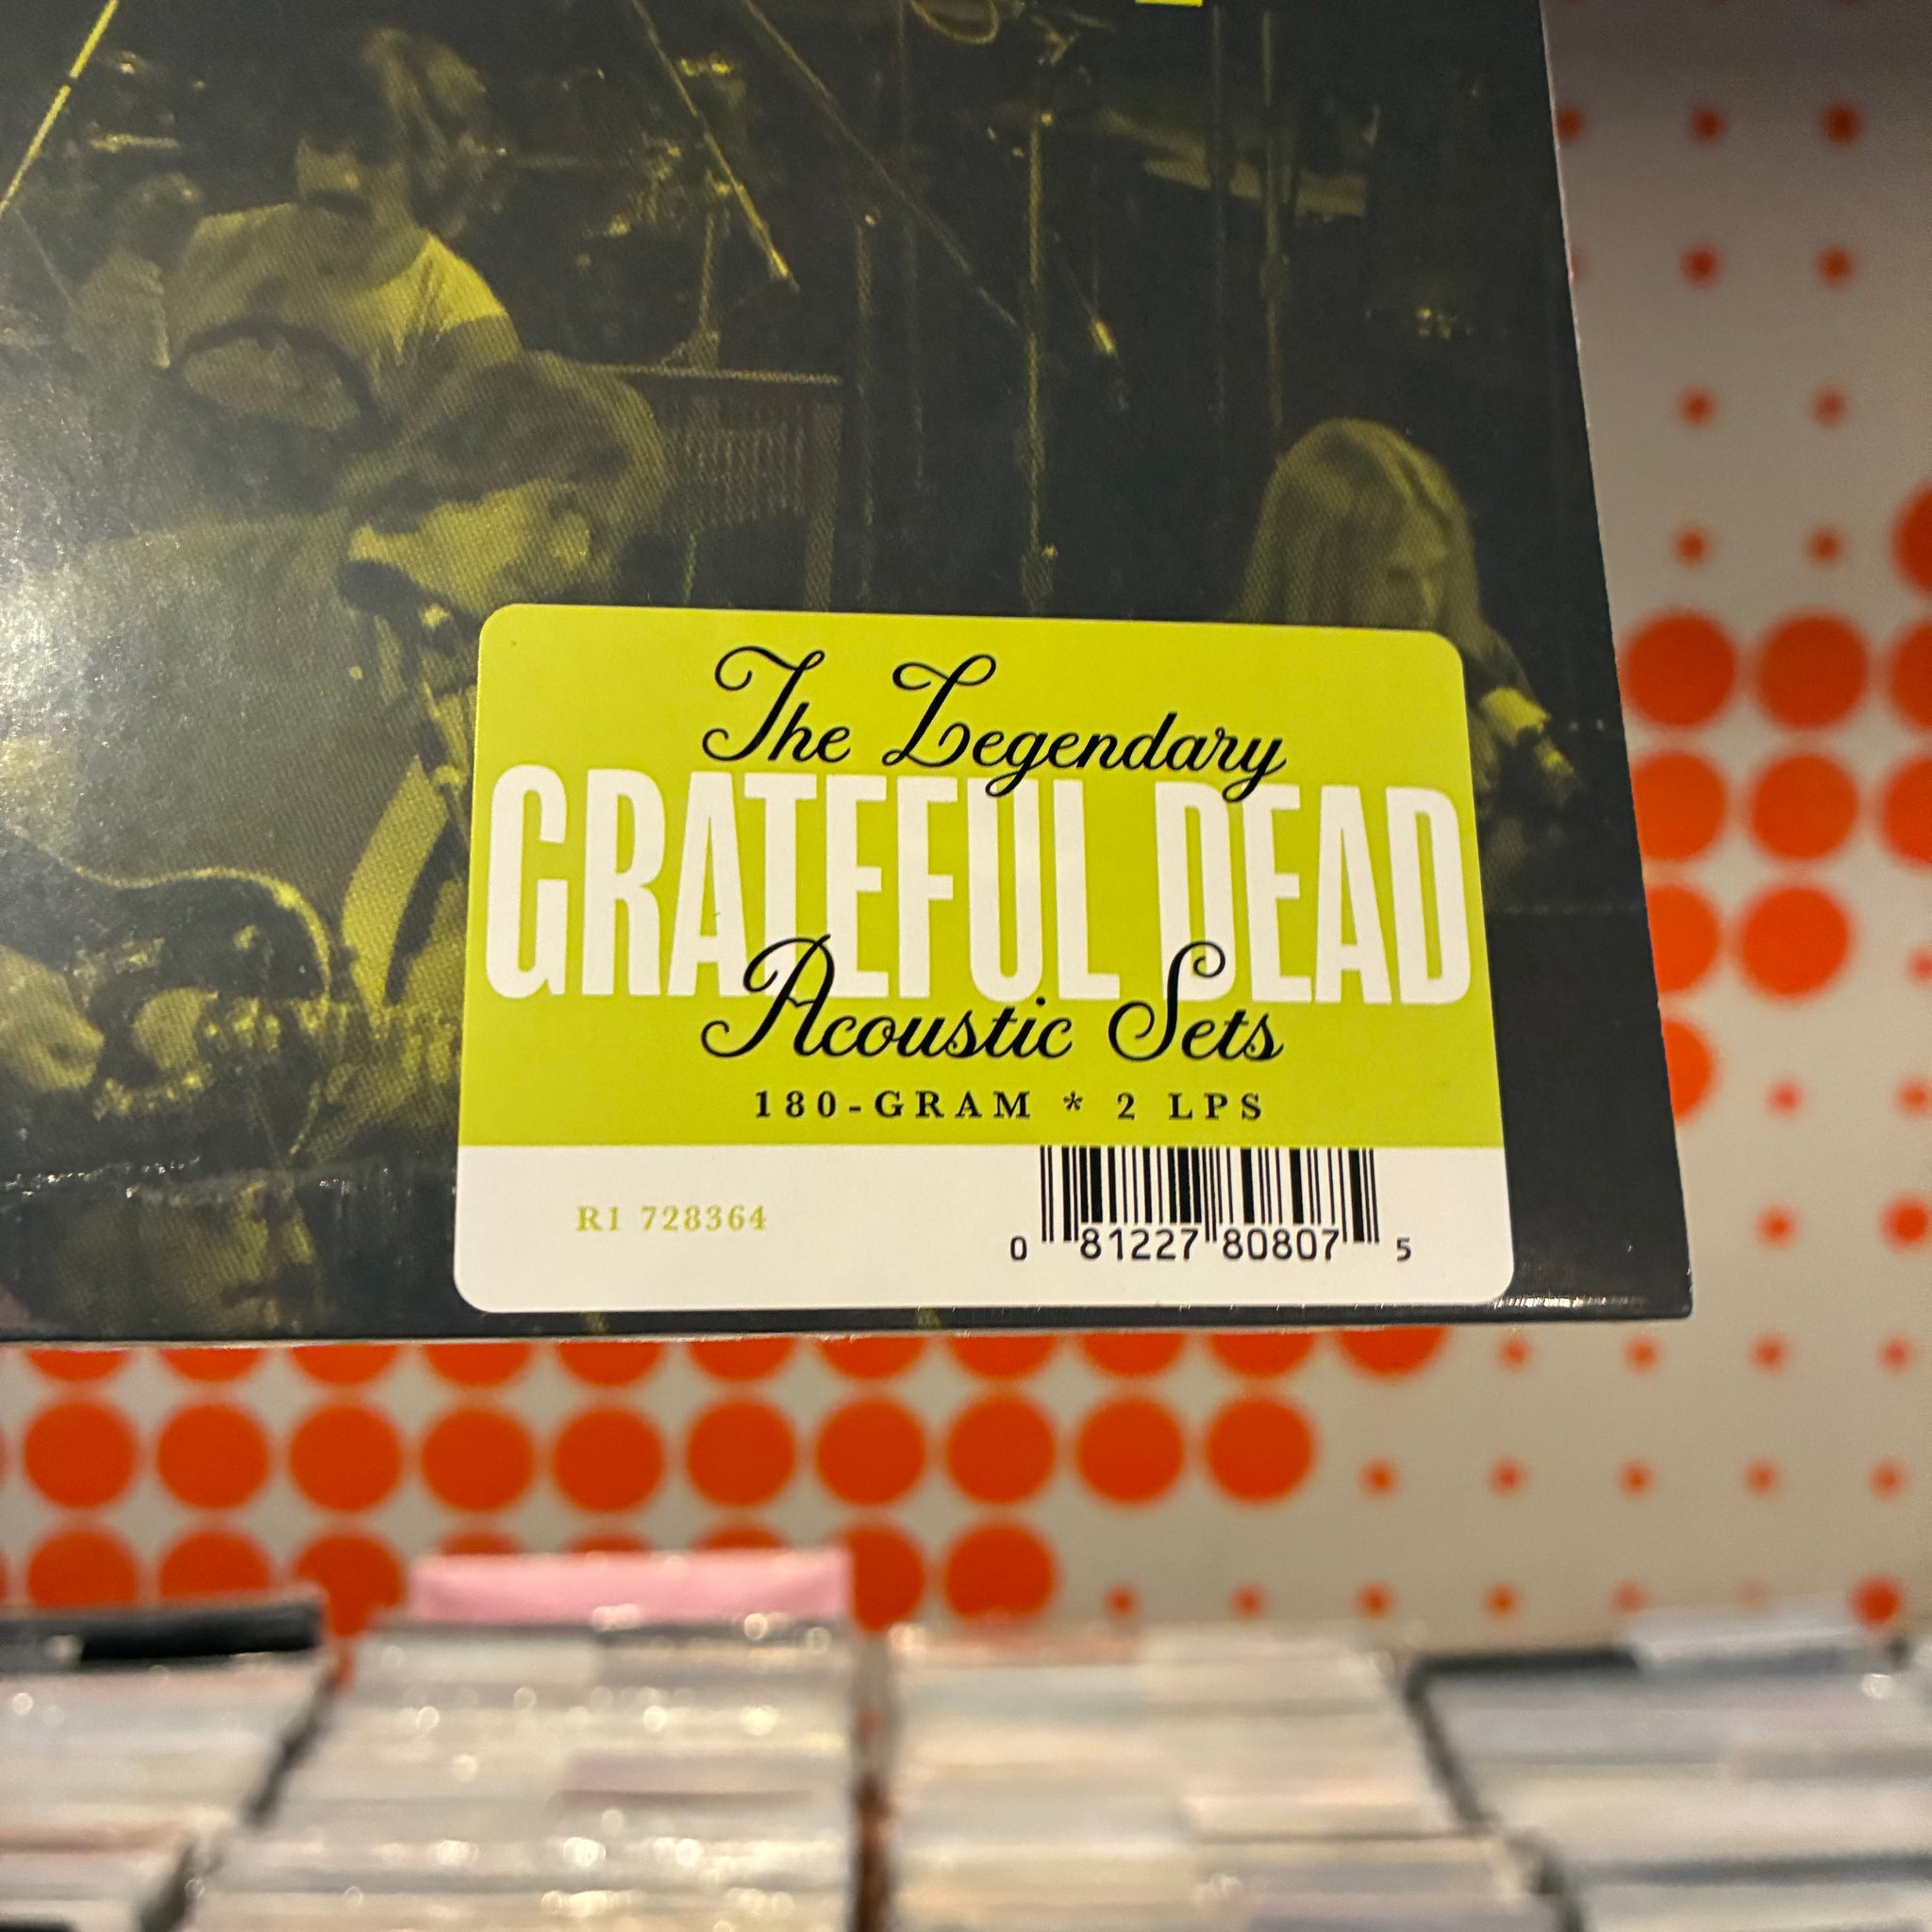 The Legendary
GRATEFUL DEAD
Acoustic Sets
180-GRAM * 2 LPS
R1 728364
0 81227 80807 5